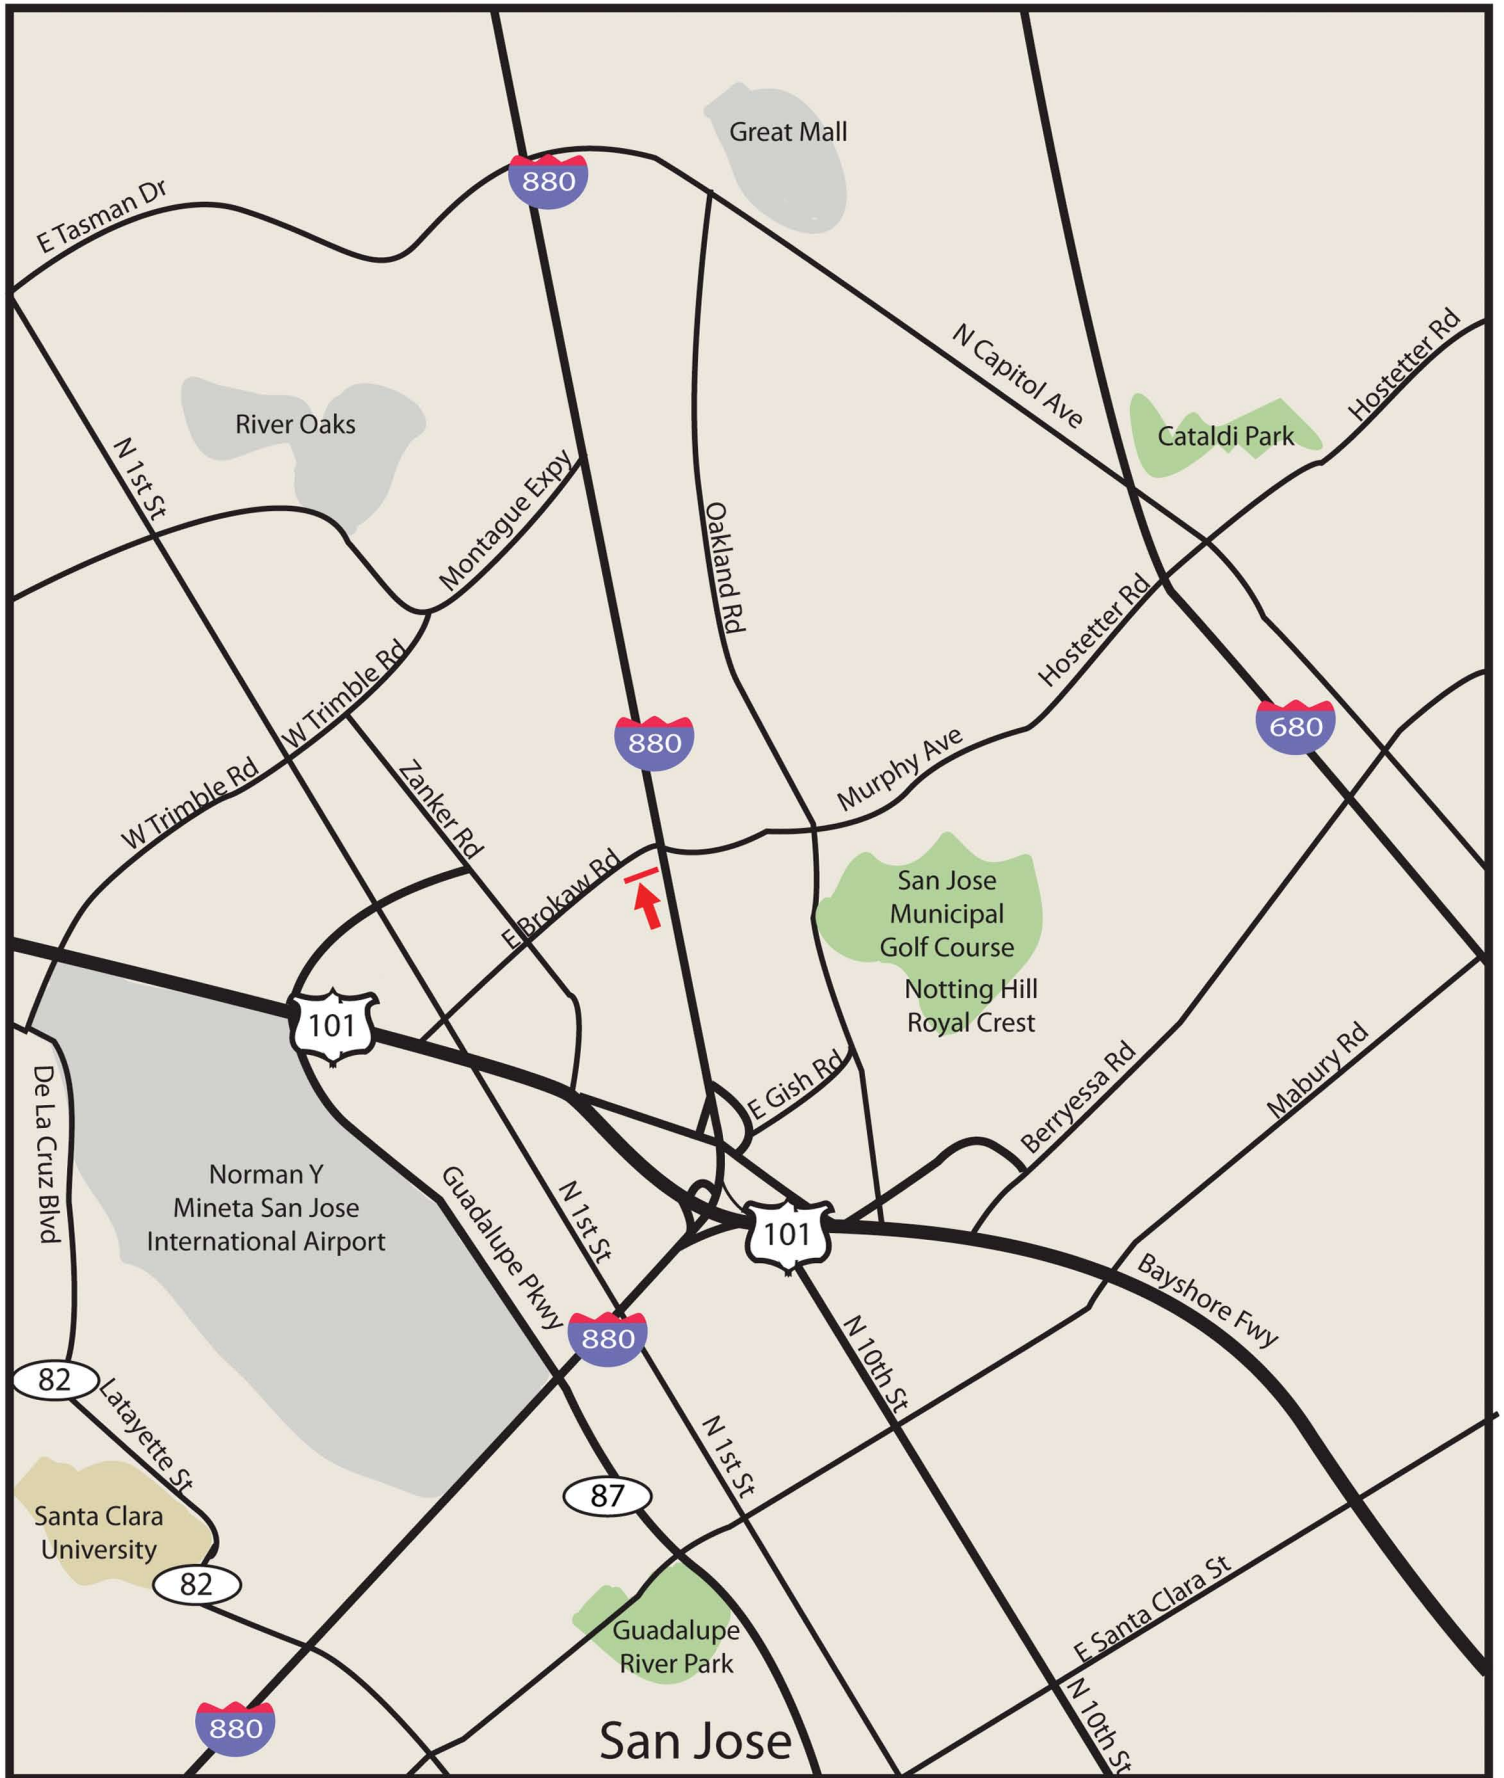 Great Mall
880
E Tasman Dr
N Capitol Ave
Hostetter Rd
River Oaks
Cataldi Park
N 1st St
Montague Expy
Oakland Rd
Hostetter Rd
W Trimble Rd
680
880
Murphy Ave
W Trimble Rd
Zanker Rd
E Brokaw Rd
San Jose
Municipal
Golf Course
Notting Hill
Royal Crest
101
E Gish Rd
Berryessa Rd
Mabury Rd
De La Cruz Blvd
Norman Y
Mineta San Jose
International Airport
Guadalupe Pkwy
N 1st St
101
Bayshore Fwy
880
N 10th St
82
Latayette St
N 1st St
87
Santa Clara
University
82
E Santa Clara St
Guadalupe
River Park
N 10th St
880
San Jose